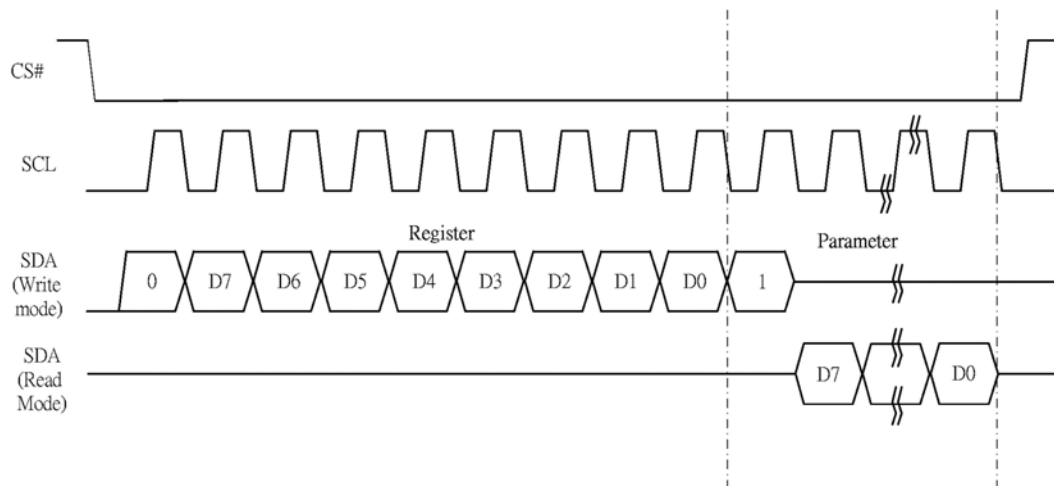 CS#
SCL
Register
Parameter
SDA
(Write
mode)
0 D7 D6 D5 D4 D3 D2 D1 D0 1
SDA
(Read
Mode)
D7 D0